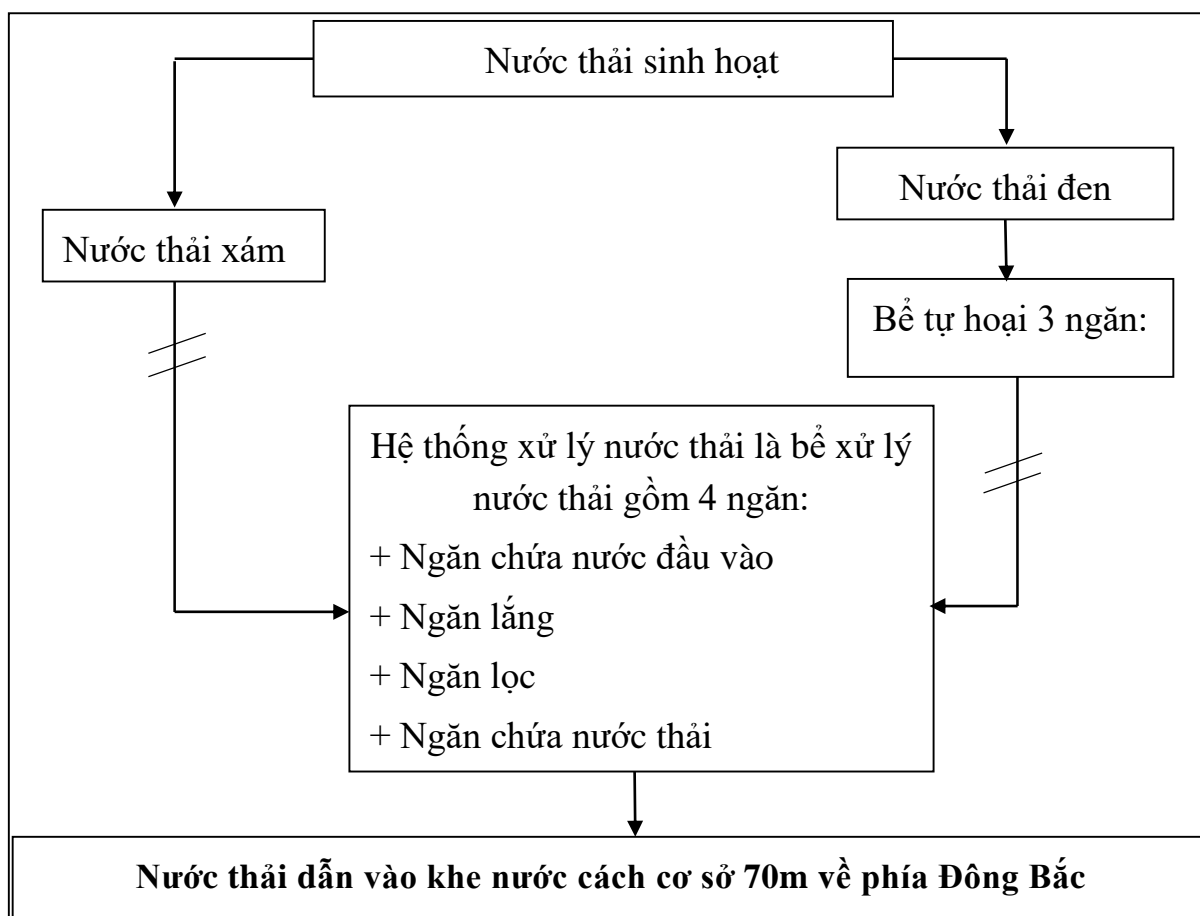 Nước thải sinh hoạt
Nước thải đen
Nước thải xám
Bể tự hoại 3 ngăn:
Hệ thống xử lý nước thải là bể xử lý
nước thải gồm 4 ngăn:
+ Ngăn chứa nước đầu vào
+ Ngăn lắng
+ Ngăn lọc
+ Ngăn chứa nước thải
Nước thải dẫn vào khe nước cách cơ sở 70m về phía Đông Bắc